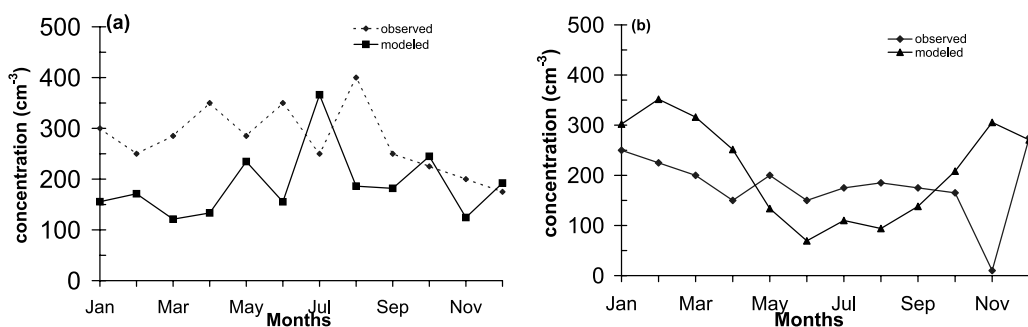 (a)
observed
modeled
concentration (cm⁻³)
500
400
300
200
100
0
Jan Mar May Jul Sep Nov
Months
(b)
observed
modeled
concentration (cm⁻³)
500
400
300
200
100
0
Jan Mar May Jul Sep Nov
Months